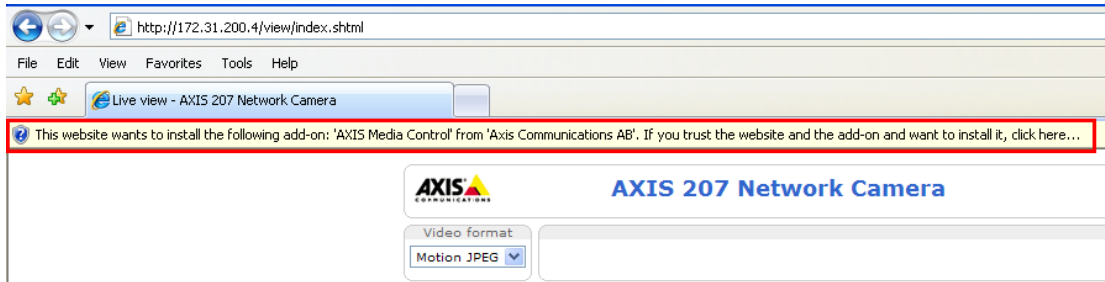 http://172.31.200.4/view/index.shtml
File Edit View Favorites Tools Help
Live view - AXIS 207 Network Camera
This website wants to install the following add-on: 'AXIS Media Control' from 'Axis Communications AB'. If you trust the website and the add-on and want to install it, click here...
AXIS
COMMUNICATIONS
AXIS 207 Network Camera
Video format
Motion JPEG